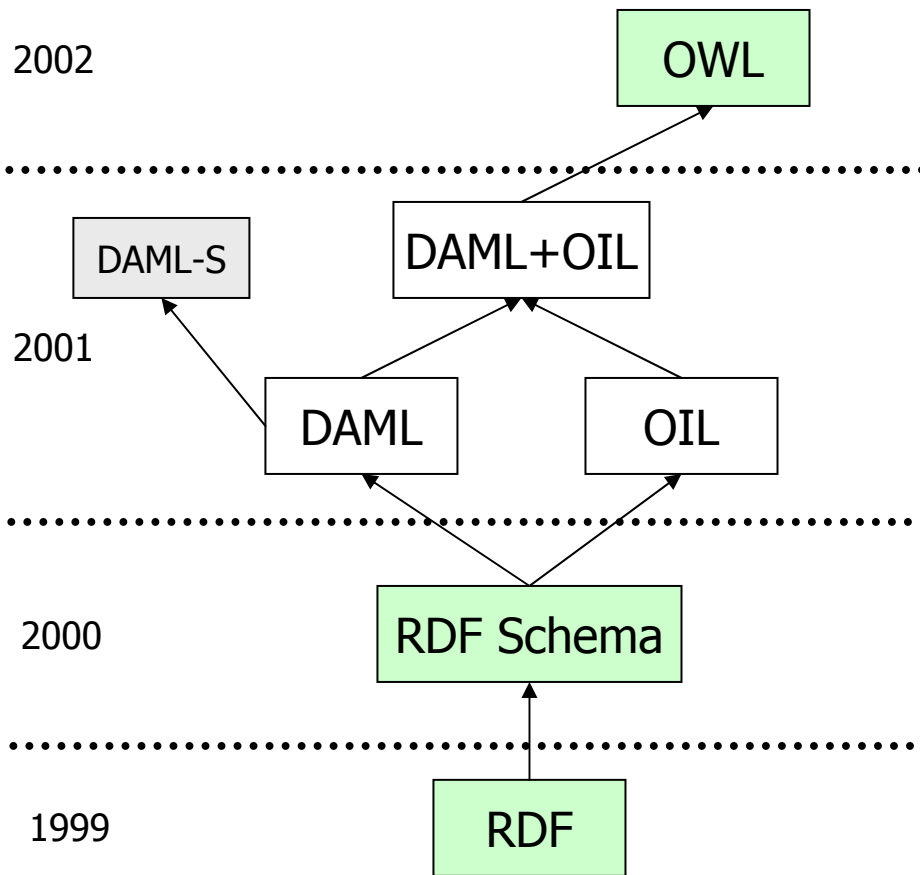 2002
OWL
DAML-S
DAML+OIL
2001
DAML
OIL
2000
RDF Schema
1999
RDF